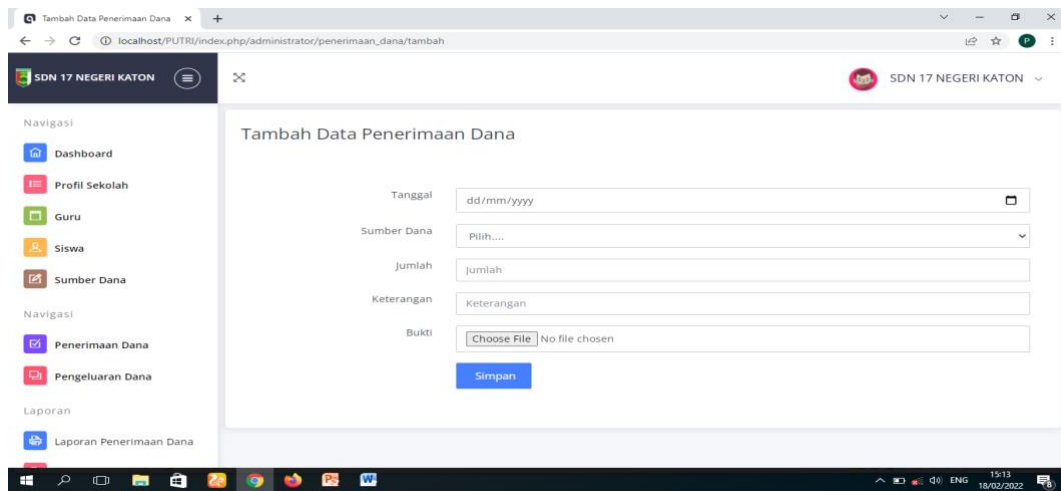 Tambah Data Penerimaan Dana
localhost/PUTRI/index.php/administrator/penerimaan_dana/tambah
P
SDN 17 NEGERI KATON
SDN 17 NEGERI KATON
Navigasi
Dashboard
Profil Sekolah
Guru
Siswa
Sumber Dana
Navigasi
Penerimaan Dana
Pengeluaran Dana
Laporan
Laporan Penerimaan Dana
Tambah Data Penerimaan Dana
Tanggal
dd/mm/yyyy
Sumber Dana
Pilih....
Jumlah
Jumlah
Keterangan
Keterangan
Bukti
Choose File No file chosen
Simpan
ENG
15:13
18/02/2022